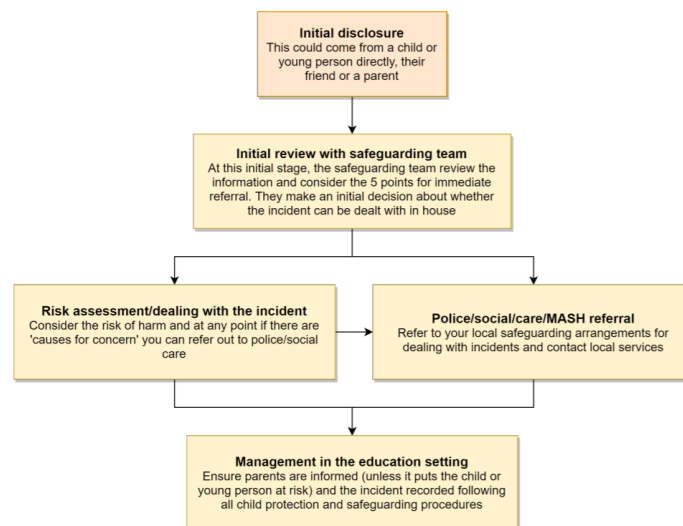 Initial disclosure
This could come from a child or
young person directly, their
friend or a parent
Initial review with safeguarding team
At this initial stage, the safeguarding team review the
information and consider the 5 points for immediate
referral. They make an initial decision about whether
the incident can be dealt with in house
Risk assessment/dealing with the incident
Consider the risk of harm and at any point if there are
'causes for concern' you can refer out to police/social
care
Police/social/care/MASH referral
Refer to your local safeguarding arrangements for
dealing with incidents and contact local services
Management in the education setting
Ensure parents are informed (unless it puts the child or
young person at risk) and the incident recorded following
all child protection and safeguarding procedures